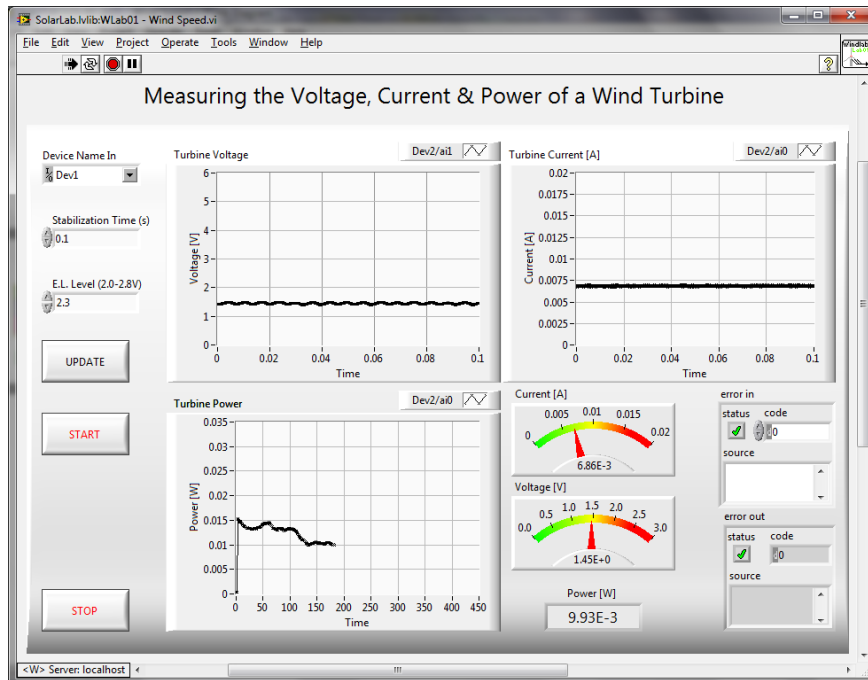 SolarLab.lvlib:WLab01 - Wind Speed.vi
File Edit View Project Operate Tools Window Help
?
Windlab
Measuring the Voltage, Current & Power of a Wind Turbine
Device Name In
Dev1
Stabilization Time (s)
0.1
E.L. Level (2.0-2.8V)
2.3
UPDATE
START
STOP
Turbine Voltage
Dev2/ai1
Voltage [V]
6
5
4
3
2
1
0
0 0.02 0.04 0.06 0.08 0.1
Time
Turbine Current [A]
Dev2/ai0
Current [A]
0.02
0.0175
0.015
0.0125
0.01
0.0075
0.005
0.0025
0
0 0.02 0.04 0.06 0.08 0.1
Time
Turbine Power
Dev2/ai0
Power [W]
0.035
0.03
0.025
0.02
0.015
0.01
0.005
0
0 50 100 150 200 250 300 350 400 450
Time
Current [A]
0 0.005 0.01 0.015 0.02
6.86E-3
Voltage [V]
0.0 0.5 1.0 1.5 2.0 2.5 3.0
1.45E+0
Power [W]
9.93E-3
error in
status code
0
source
error out
status code
0
source
<W> Server: localhost